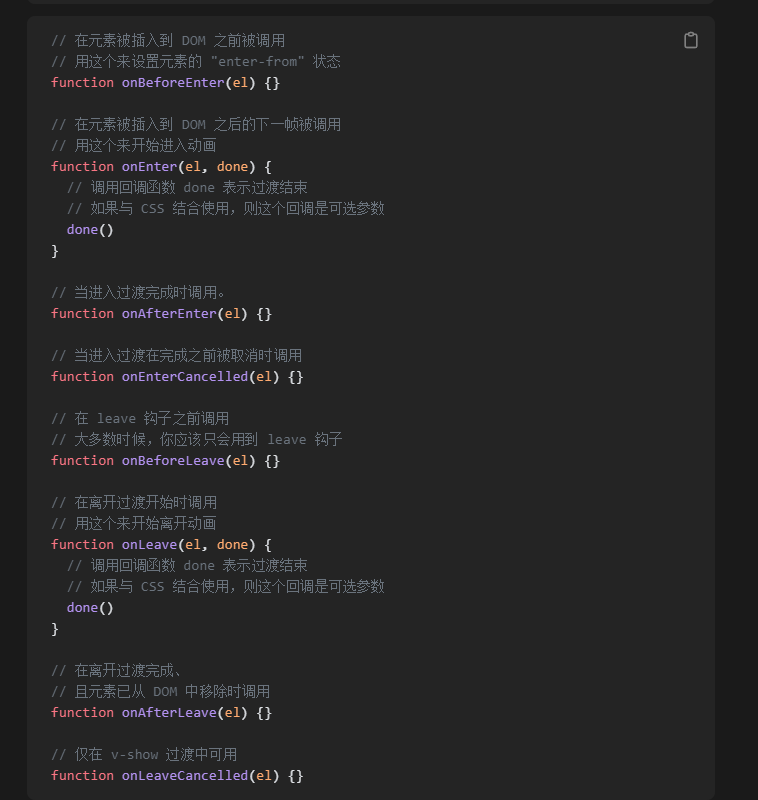 // 在元素被插入到 DOM 之前被调用
// 用这个来设置元素的 "enter-from" 状态
function onBeforeEnter(el) {}
// 在元素被插入到 DOM 之后的下一帧被调用
// 用这个来开始进入动画
function onEnter(el, done) {
// 调用回调函数 done 表示过渡结束
// 如果与 CSS 结合使用，则这个回调是可选参数
done()
}
// 当进入过渡完成时调用。
function onAfterEnter(el) {}
// 当进入过渡在完成之前被取消时调用
function onEnterCancelled(el) {}
// 在 leave 钩子之前调用
// 大多数时候，你应该只会用到 leave 钩子
function onBeforeLeave(el) {}
// 在离开过渡开始时调用
// 用这个来开始离开动画
function onLeave(el, done) {
// 调用回调函数 done 表示过渡结束
// 如果与 CSS 结合使用，则这个回调是可选参数
done()
}
// 在离开过渡完成、
// 且元素已从 DOM 中移除时调用
function onAfterLeave(el) {}
// 仅在 v-show 过渡中可用
function onLeaveCancelled(el) {}